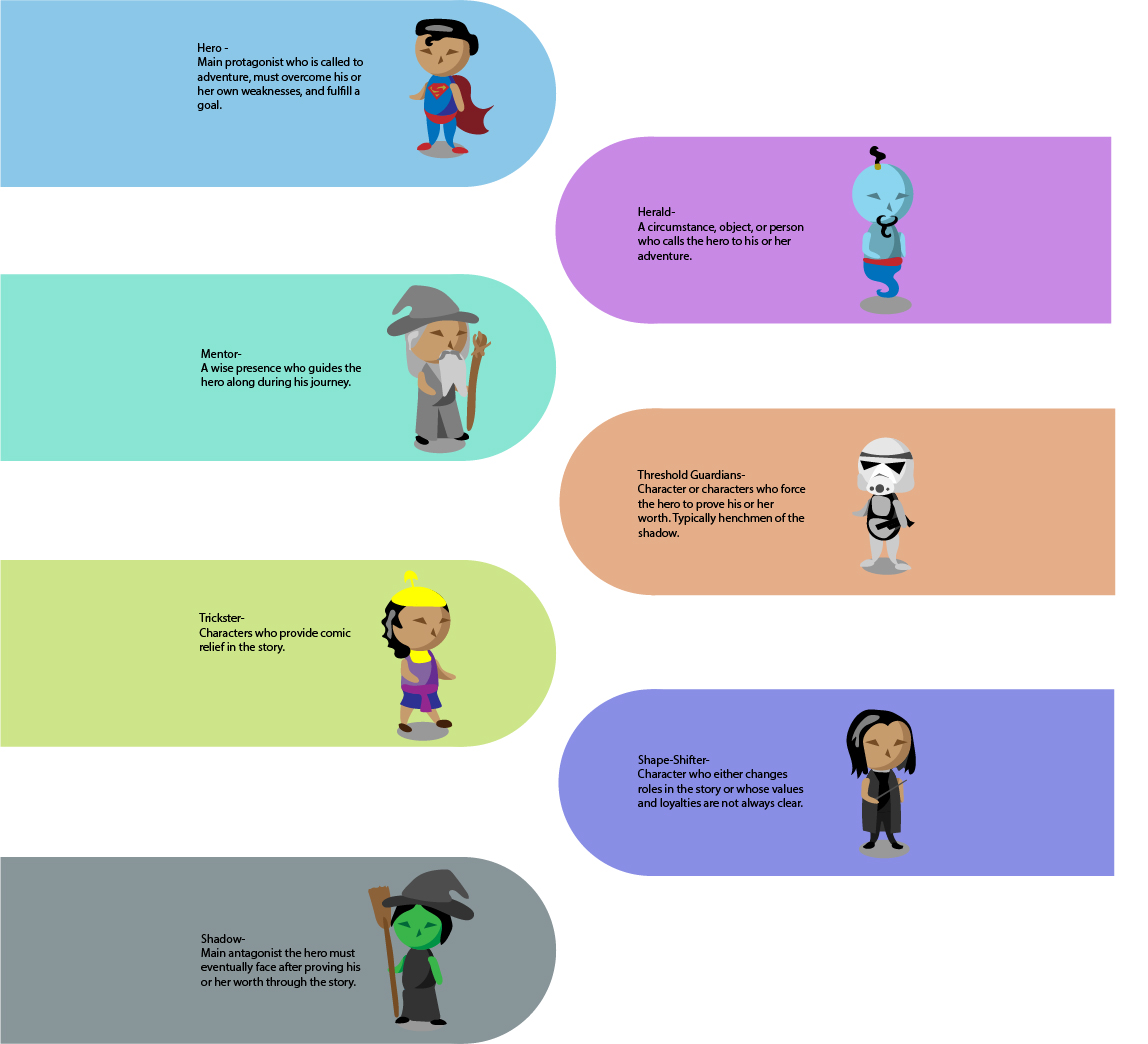 Hero -
Main protagonist who is called to
adventure, must overcome his or
her own weaknesses, and fulfill a
goal.
Herald-
A circumstance, object, or person
who calls the hero to his or her
adventure.
Mentor-
A wise presence who guides the
hero along during his journey.
Threshold Guardians-
Character or characters who force
the hero to prove his or her
worth. Typically henchmen of the
shadow.
Trickster-
Characters who provide comic
relief in the story.
Shape-Shifter-
Character who either changes
roles in the story or whose values
and loyalties are not always clear.
Shadow-
Main antagonist the hero must
eventually face after proving his
or her worth through the story.